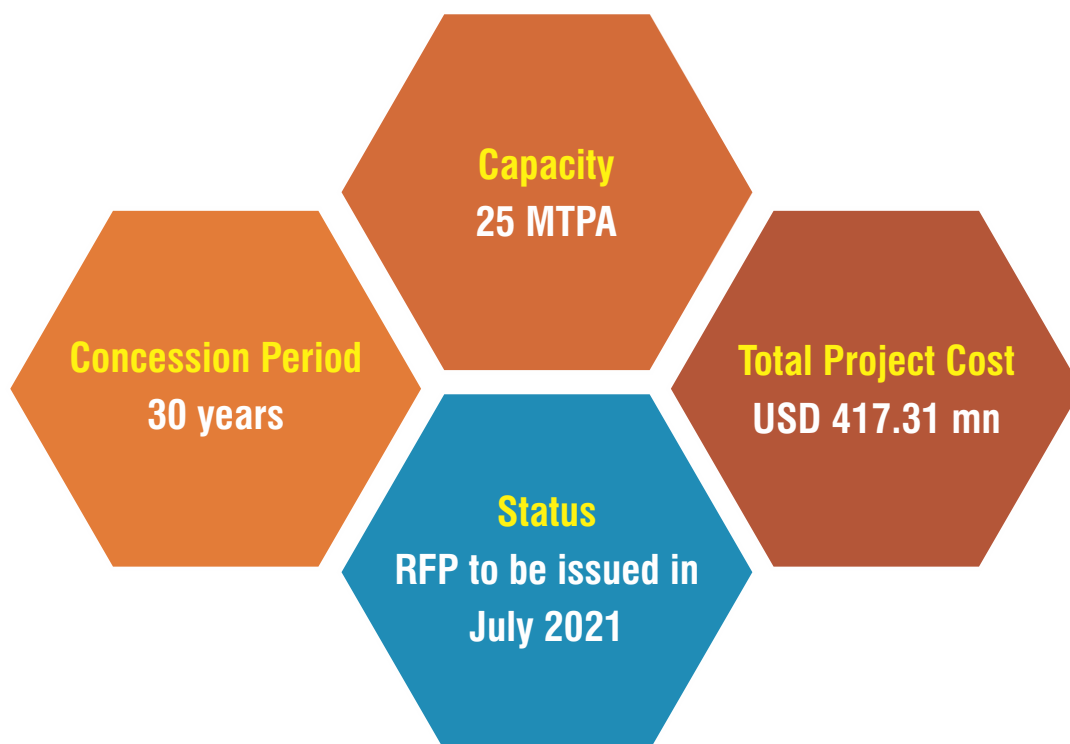 Capacity
25 MTPA
Concession Period
30 years
Total Project Cost
USD 417.31 mn
Status
RFP to be issued in
July 2021